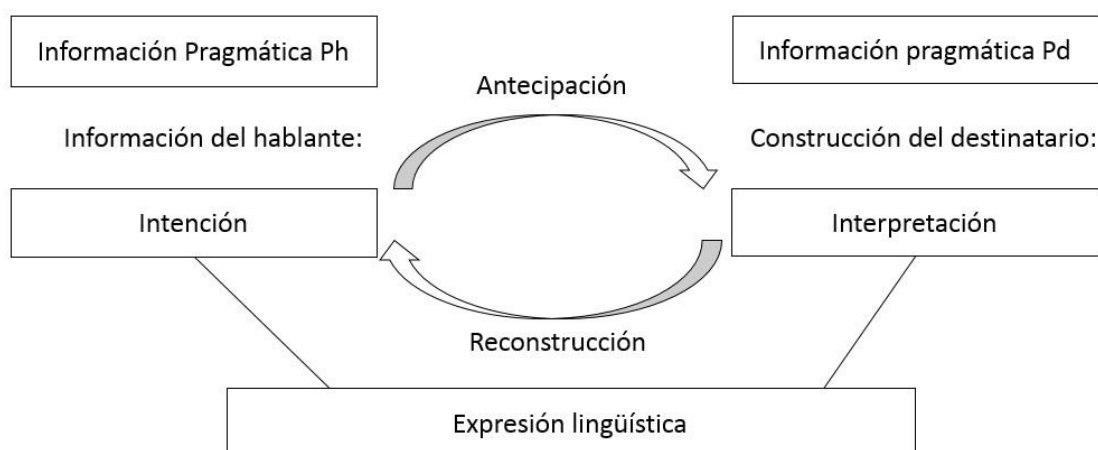 Información Pragmática Ph
Información pragmática Pd
Antecipación
Información del hablante:
Construcción del destinatario:
Intención
Interpretación
Reconstrucción
Expresión lingüística